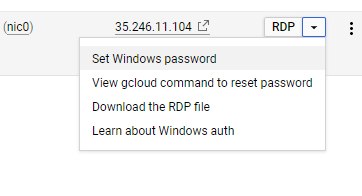 (nic0) 35.246.11.104 RDP
Set Windows password
View gcloud command to reset password
Download the RDP file
Learn about Windows auth